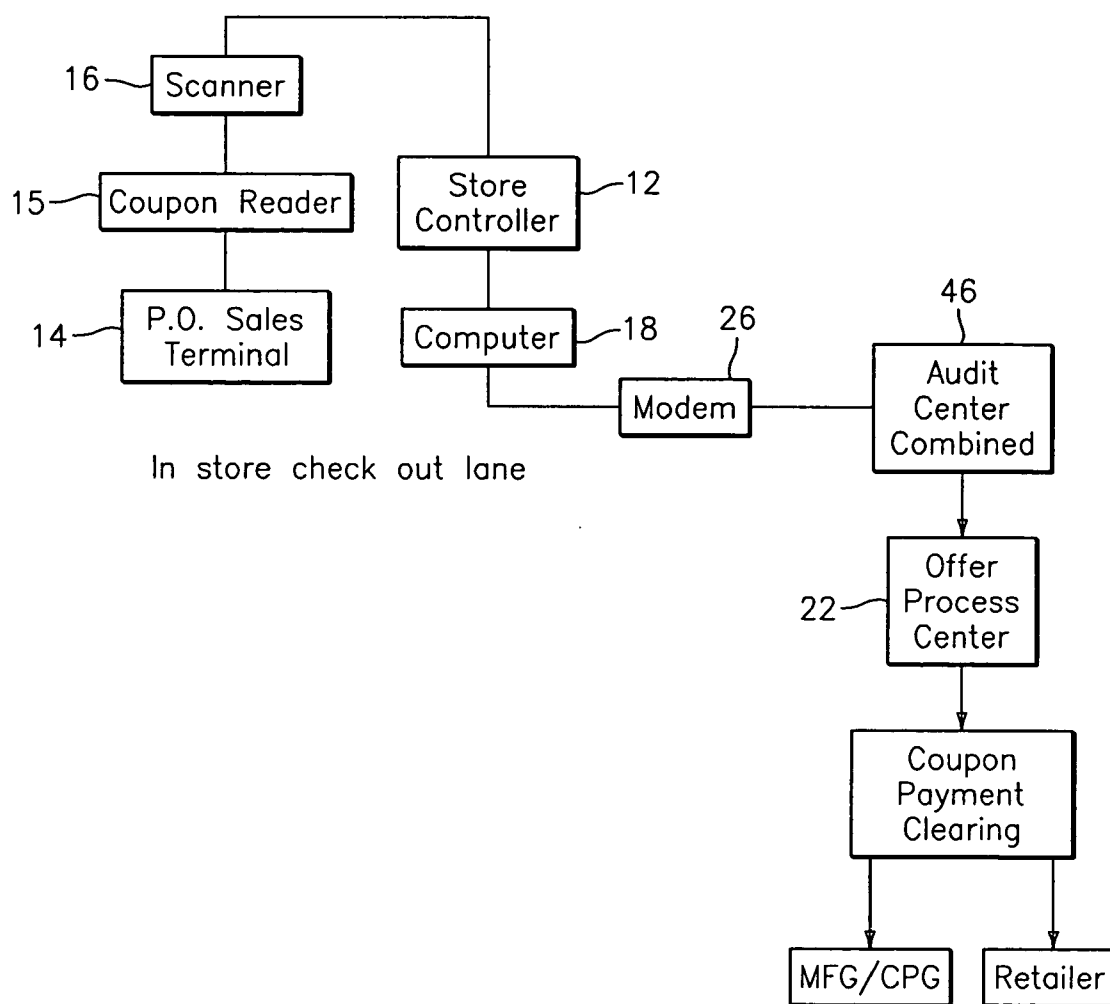 16
Scanner
15
Coupon Reader
14
P.O. Sales
Terminal
Store
Controller
12
Computer
18
26
Modem
46
Audit
Center
Combined
In store check out lane
22
Offer
Process
Center
Coupon
Payment
Clearing
MFG/CPG
Retailer